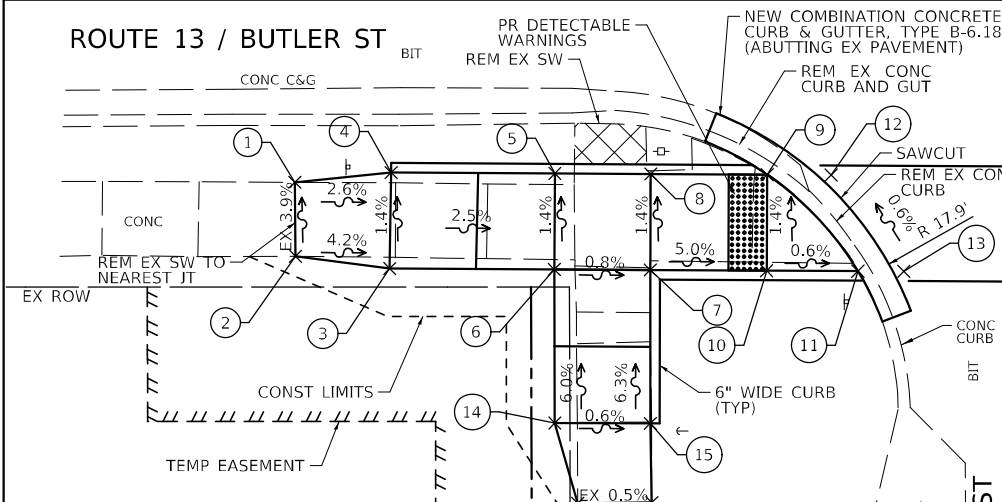 ROUTE 13 / BUTLER ST
BIT
CONC C&G
PR DETECTABLE
WARNINGS
REM EX SW
NEW COMBINATION CONCRETE
CURB & GUTTER, TYPE B-6.18
(ABUTTING EX PAVEMENT)
REM EX CONC
CURB AND GUT
1
4
5
9
12
SAWCUT
REM EX CON
CURB
8
CONC
EX 3.9%
2.6%
4.2%
1.4%
2.5%
1.4%
1.4%
5.0%
1.4%
0.6%
0.6%
R 17.9'
13
REM EX SW TO
NEAREST JT
EX ROW
0.8%
2
3
6
7
10
11
CONC
CURB
BIT
CONST LIMITS
6.0%
6.3%
6" WIDE CURB
(TYP)
14
0.6%
15
TEMP EASEMENT
EX 0.5%
ST